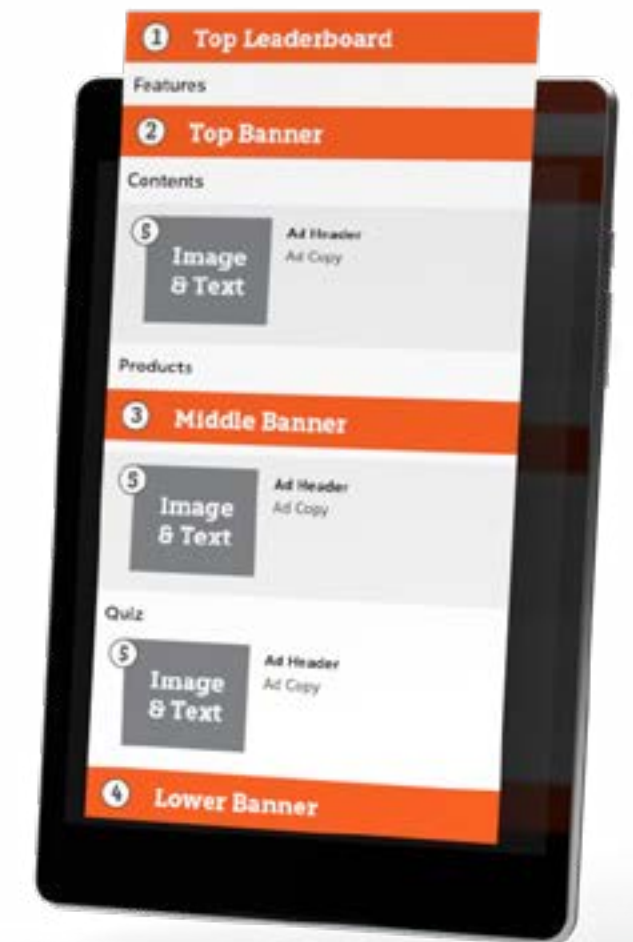 1 Top Leaderboard
Features
2 Top Banner
Contents
5 Image
& Text
Ad Header
Ad Copy
Products
3 Middle Banner
5 Image
& Text
Ad Header
Ad Copy
Quiz
5 Image
& Text
Ad Header
Ad Copy
4 Lower Banner